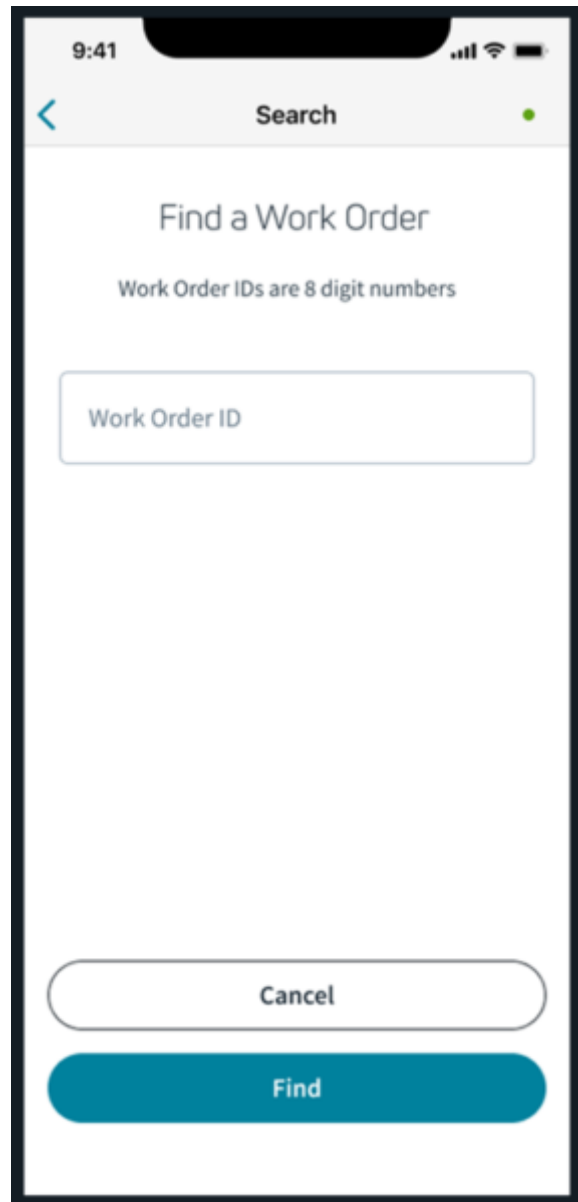 9:41
Search
Find a Work Order
Work Order IDs are 8 digit numbers
Work Order ID
Cancel
Find